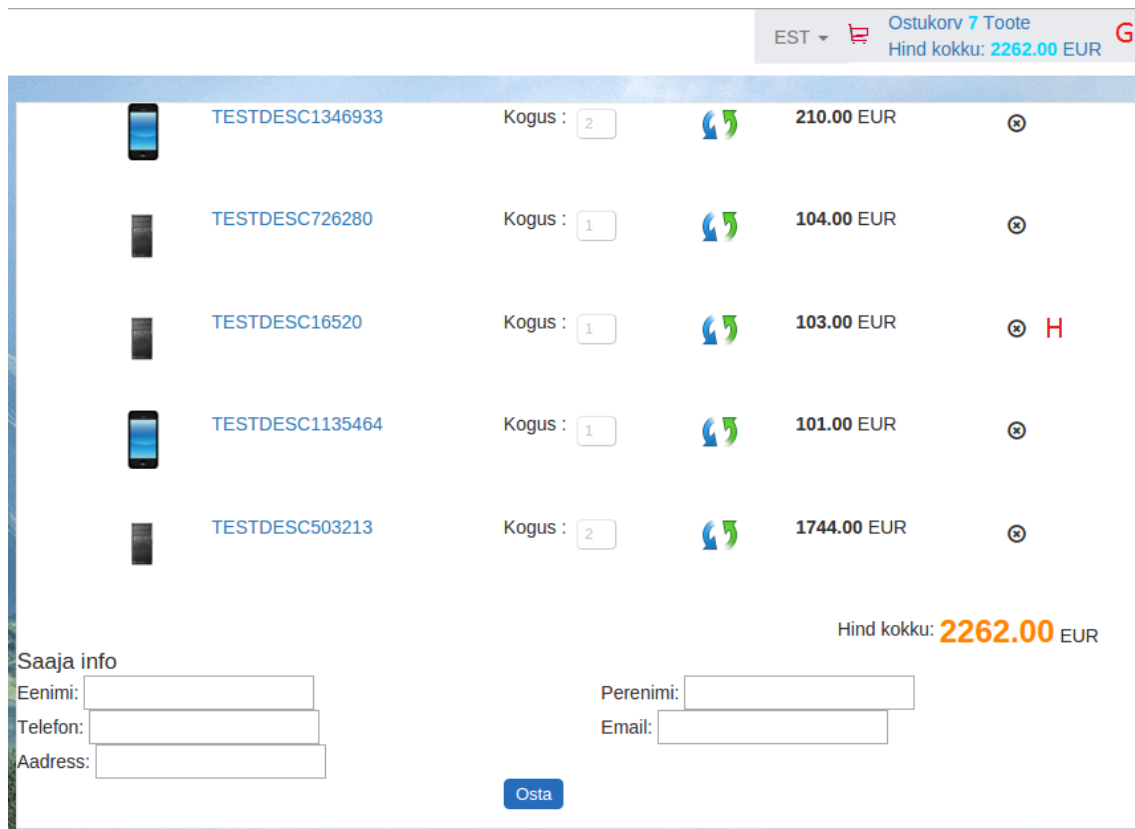 EST Ostukorv 7 Toote G
Hind kokku: 2262.00 EUR
TESTDESC1346933 Kogus : 2 210.00 EUR
TESTDESC726280 Kogus : 1 104.00 EUR
TESTDESC16520 Kogus : 1 103.00 EUR H
TESTDESC1135464 Kogus : 1 101.00 EUR
TESTDESC503213 Kogus : 2 1744.00 EUR
Hind kokku: 2262.00 EUR
Saaja info
Eenimi: Perenimi:
Telefon: Email:
Aadress:
Osta